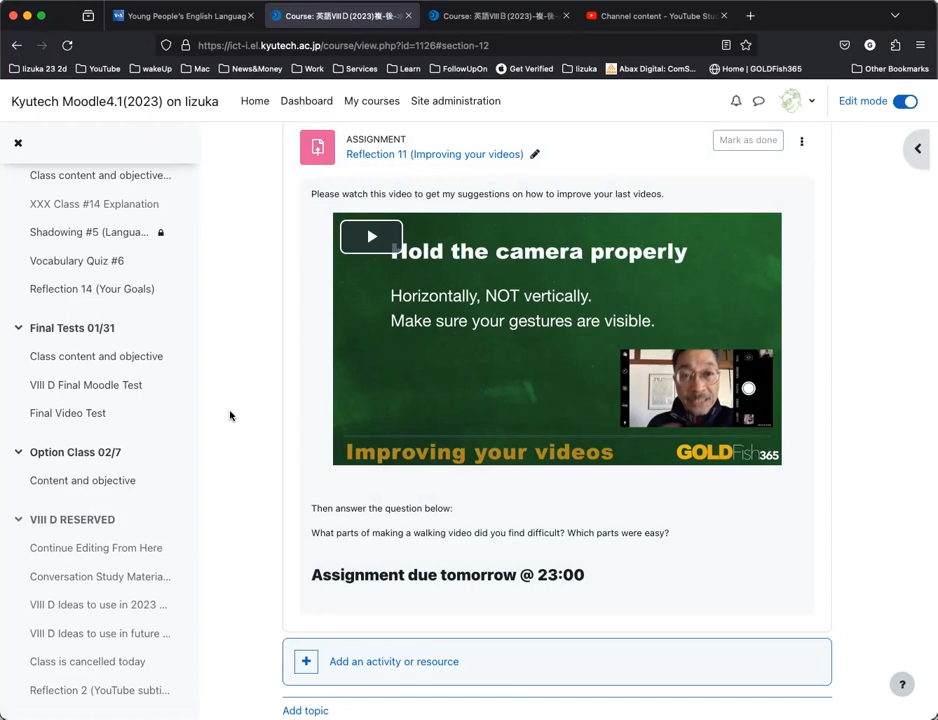 Young People's English Languag
Course: 英語VIII D (2023)複-後-
Course: 英語VIII B (2023)-複-後-
Channel content - YouTube Stu
https://ict-i.el.kyutech.ac.jp/course/view.php?id=1126#section-12
Iizuka 23 2d
YouTube
wakeUp
Mac
News&Money
Work
Services
Learn
FollowUpOn
Get Verified
Iizuka
Abax Digital: ComS...
Home | GOLDFish365
Other Bookmarks
Kyutech Moodle4.1(2023) on Iizuka
Home
Dashboard
My courses
Site administration
Edit mode
Class content and objective...
XXX Class #14 Explanation
Shadowing #5 (Langua...
Vocabulary Quiz #6
Reflection 14 (Your Goals)
Final Tests 01/31
Class content and objective
VIII D Final Moodle Test
Final Video Test
Option Class 02/7
Content and objective
VIII D RESERVED
Continue Editing From Here
Conversation Study Materia...
VIII D Ideas to use in 2023 ...
VIII D Ideas to use in future ...
Class is cancelled today
Reflection 2 (YouTube subti...
ASSIGNMENT
Reflection 11 (Improving your videos)
Mark as done
Please watch this video to get my suggestions on how to improve your last videos.
Hold the camera properly
Horizontally, NOT vertically.
Make sure your gestures are visible.
Improving your videos
GOLDFish365
Then answer the question below:
What parts of making a walking video did you find difficult? Which parts were easy?
Assignment due tomorrow @ 23:00
Add an activity or resource
Add topic
?